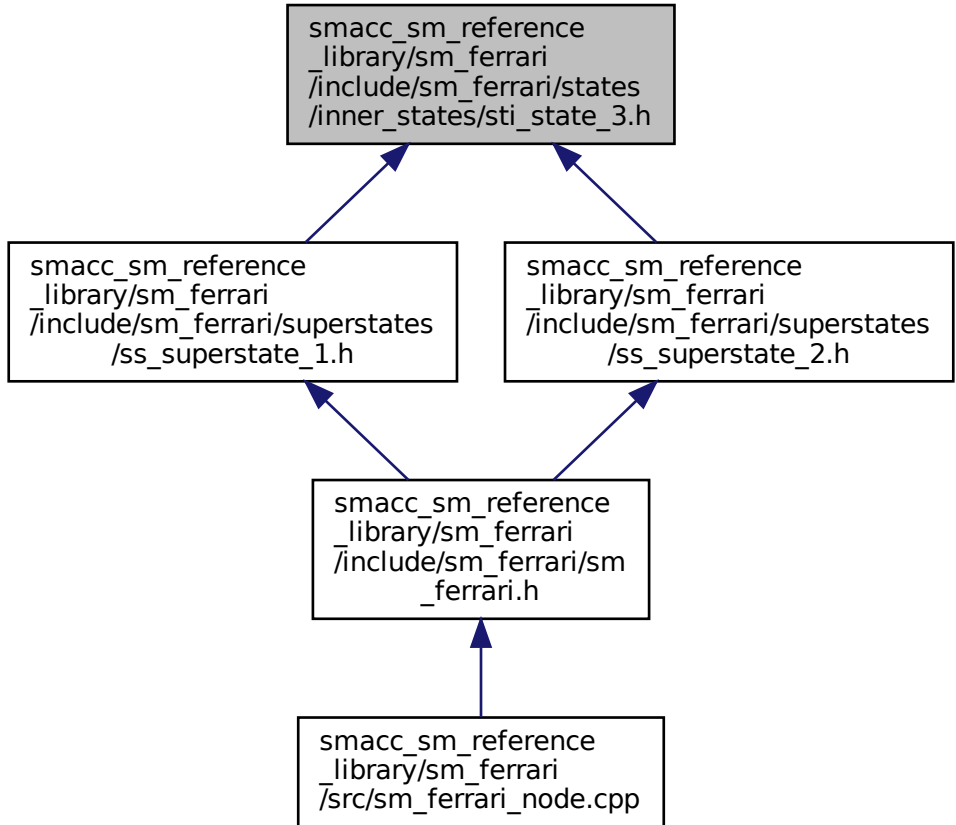 smacc_sm_reference
_library/sm_ferrari
/include/sm_ferrari/states
/inner_states/sti_state_3.h
smacc_sm_reference
_library/sm_ferrari
/include/sm_ferrari/superstates
/ss_superstate_1.h
smacc_sm_reference
_library/sm_ferrari
/include/sm_ferrari/superstates
/ss_superstate_2.h
smacc_sm_reference
_library/sm_ferrari
/include/sm_ferrari/sm
_ferrari.h
smacc_sm_reference
_library/sm_ferrari
/src/sm_ferrari_node.cpp